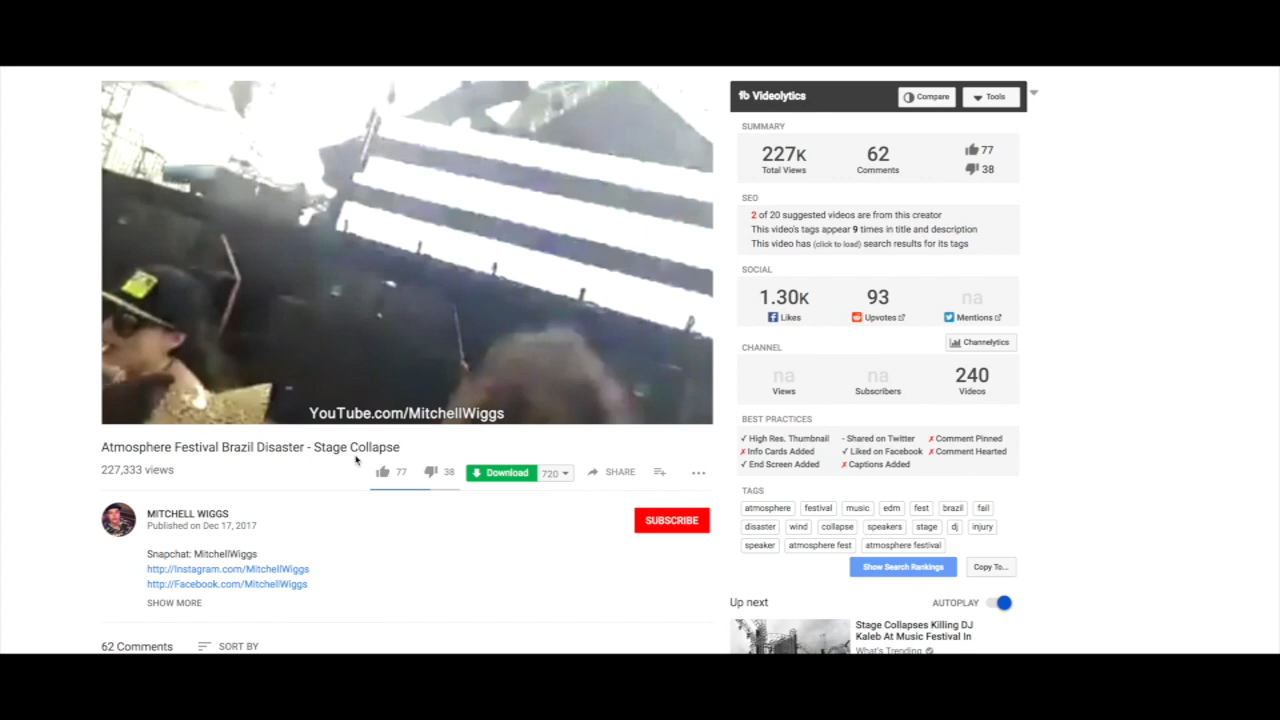 YouTube.com/MitchellWiggs
Atmosphere Festival Brazil Disaster - Stage Collapse
227,333 views
77
38
Download
720
SHARE
MITCHELL WIGGS
Published on Dec 17, 2017
SUBSCRIBE
Snapchat: MitchellWiggs
http://Instagram.com/MitchellWiggs
http://Facebook.com/MitchellWiggs
SHOW MORE
62 Comments
SORT BY
tb Videolytics
Compare
Tools
SUMMARY
227K
Total Views
62
Comments
77
38
SEO
2 of 20 suggested videos are from this creator
This video's tags appear 9 times in title and description
This video has (click to load) search results for its tags
SOCIAL
1.30K
Likes
93
Upvotes
na
Mentions
CHANNEL
Channelytics
na
Views
na
Subscribers
240
Videos
BEST PRACTICES
✓ High Res. Thumbnail - Shared on Twitter ✗ Comment Pinned
✗ Info Cards Added ✓ Liked on Facebook ✗ Comment Hearted
✓ End Screen Added ✗ Captions Added
TAGS
atmosphere festival music edm fest brazil fail
disaster wind collapse speakers stage dj injury
speaker atmosphere fest atmosphere festival
Show Search Rankings
Copy To...
Up next
AUTOPLAY
Stage Collapses Killing DJ
Kaleb At Music Festival In
What's Trending